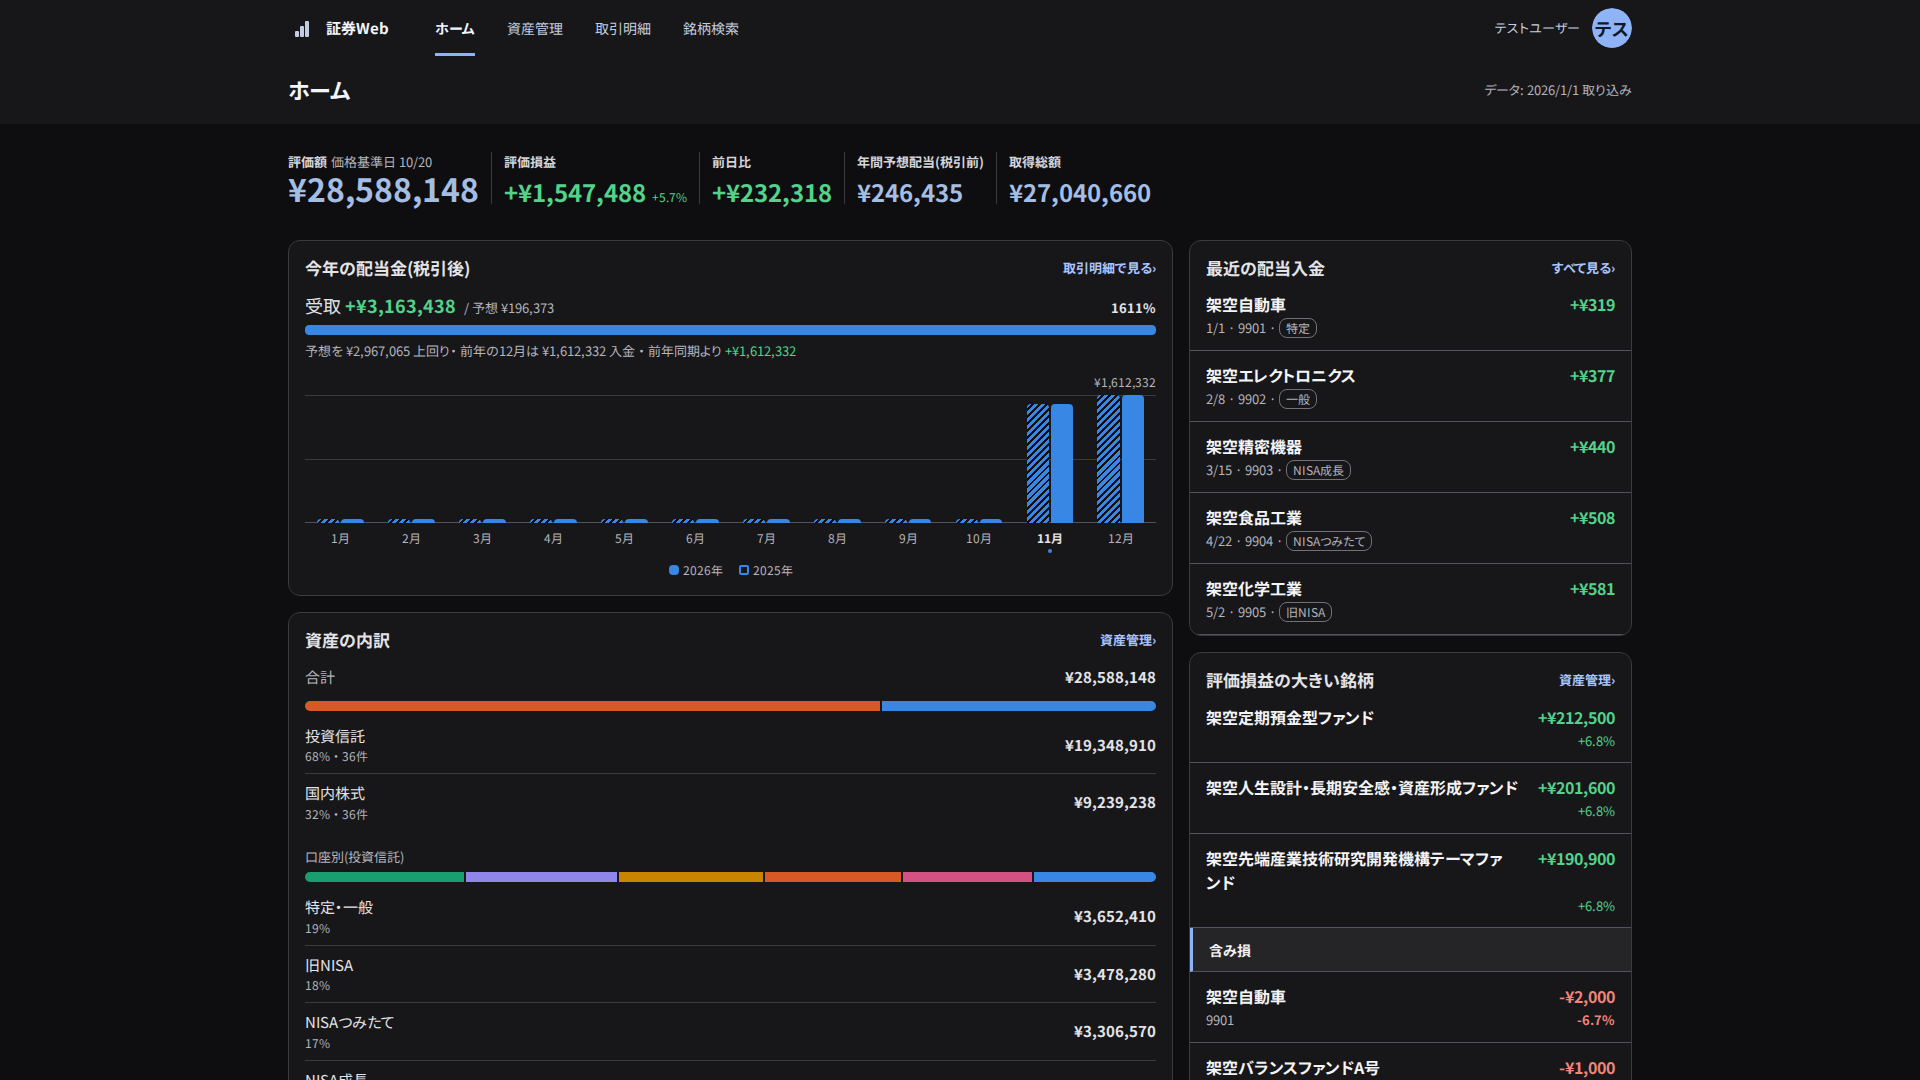 証券Web
ホーム
資産管理
取引明細
銘柄検索
テストユーザー
テス
ホーム
データ: 2026/1/1 取り込み
評価額 価格基準日 10/20
¥28,588,148
評価損益
+¥1,547,488 +5.7%
前日比
+¥232,318
年間予想配当(税引前)
¥246,435
取得総額
¥27,040,660
今年の配当金(税引後)
取引明細で見る›
受取 +¥3,163,438 / 予想 ¥196,373
1611%
予想を ¥2,967,065 上回り・前年の12月は ¥1,612,332 入金・前年同期より +¥1,612,332
¥1,612,332
1月 2月 3月 4月 5月 6月 7月 8月 9月 10月 11月 12月
2026年 2025年
資産の内訳
資産管理›
合計
¥28,588,148
投資信託
68%・36件
¥19,348,910
国内株式
32%・36件
¥9,239,238
口座別(投資信託)
特定・一般
19%
¥3,652,410
旧NISA
18%
¥3,478,280
NISAつみたて
17%
¥3,306,570
NISA成長
最近の配当入金
すべて見る›
架空自動車
+¥319
1/1・9901・特定
架空エレクトロニクス
+¥377
2/8・9902・一般
架空精密機器
+¥440
3/15・9903・NISA成長
架空食品工業
+¥508
4/22・9904・NISAつみたて
架空化学工業
+¥581
5/2・9905・旧NISA
評価損益の大きい銘柄
資産管理›
架空定期預金型ファンド
+¥212,500
+6.8%
架空人生設計・長期安全感・資産形成ファンド
+¥201,600
+6.8%
架空先端産業技術研究開発機構テーマファ
ンド
+¥190,900
+6.8%
含み損
架空自動車
-¥2,000
9901
-6.7%
架空バランスファンドA号
-¥1,000